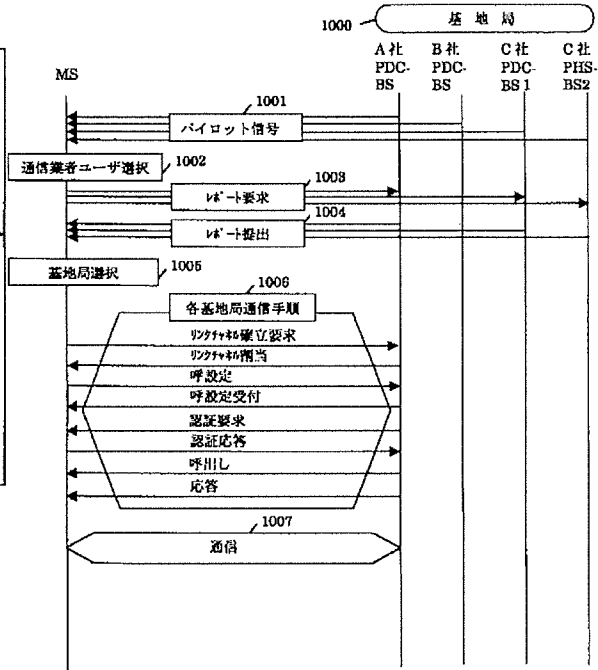 1000
基地局
MS
A社
PDC-
BS
B社
PDC-
BS
C社
PDC-
BS1
C社
PHS-
BS2
1001
パイロット信号
1002
通信業者ユーザ選択
1003
レポート要求
1004
レポート提出
1005
基地局選択
1006
各基地局通信手順
リンクチャネル確立要求
リンクチャネル割当
呼設定
呼設定受付
認証要求
認証応答
呼出し
応答
1007
通信